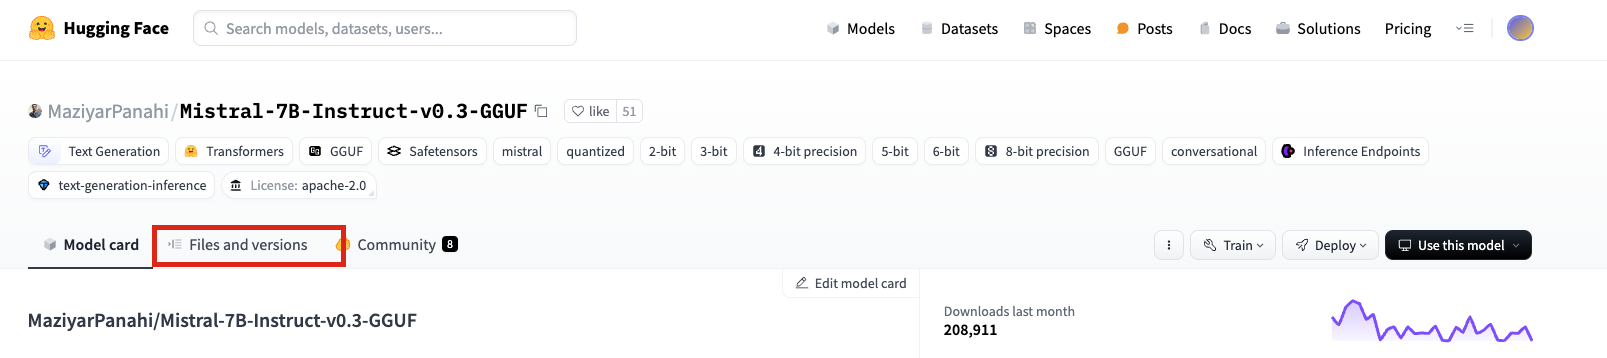 Hugging Face Search models, datasets, users... Models Datasets Spaces Posts Docs Solutions Pricing
MaziyarPanahi/Mistral-7B-Instruct-v0.3-GGUF like 51
Text Generation Transformers GGUF Safetensors mistral quantized 2-bit 3-bit 4 4-bit precision 5-bit 6-bit 8 8-bit precision GGUF conversational Inference Endpoints
text-generation-inference License: apache-2.0
Model card Files and versions Community 8 Train Deploy Use this model
Edit model card
Downloads last month
MaziyarPanahi/Mistral-7B-Instruct-v0.3-GGUF
208,911